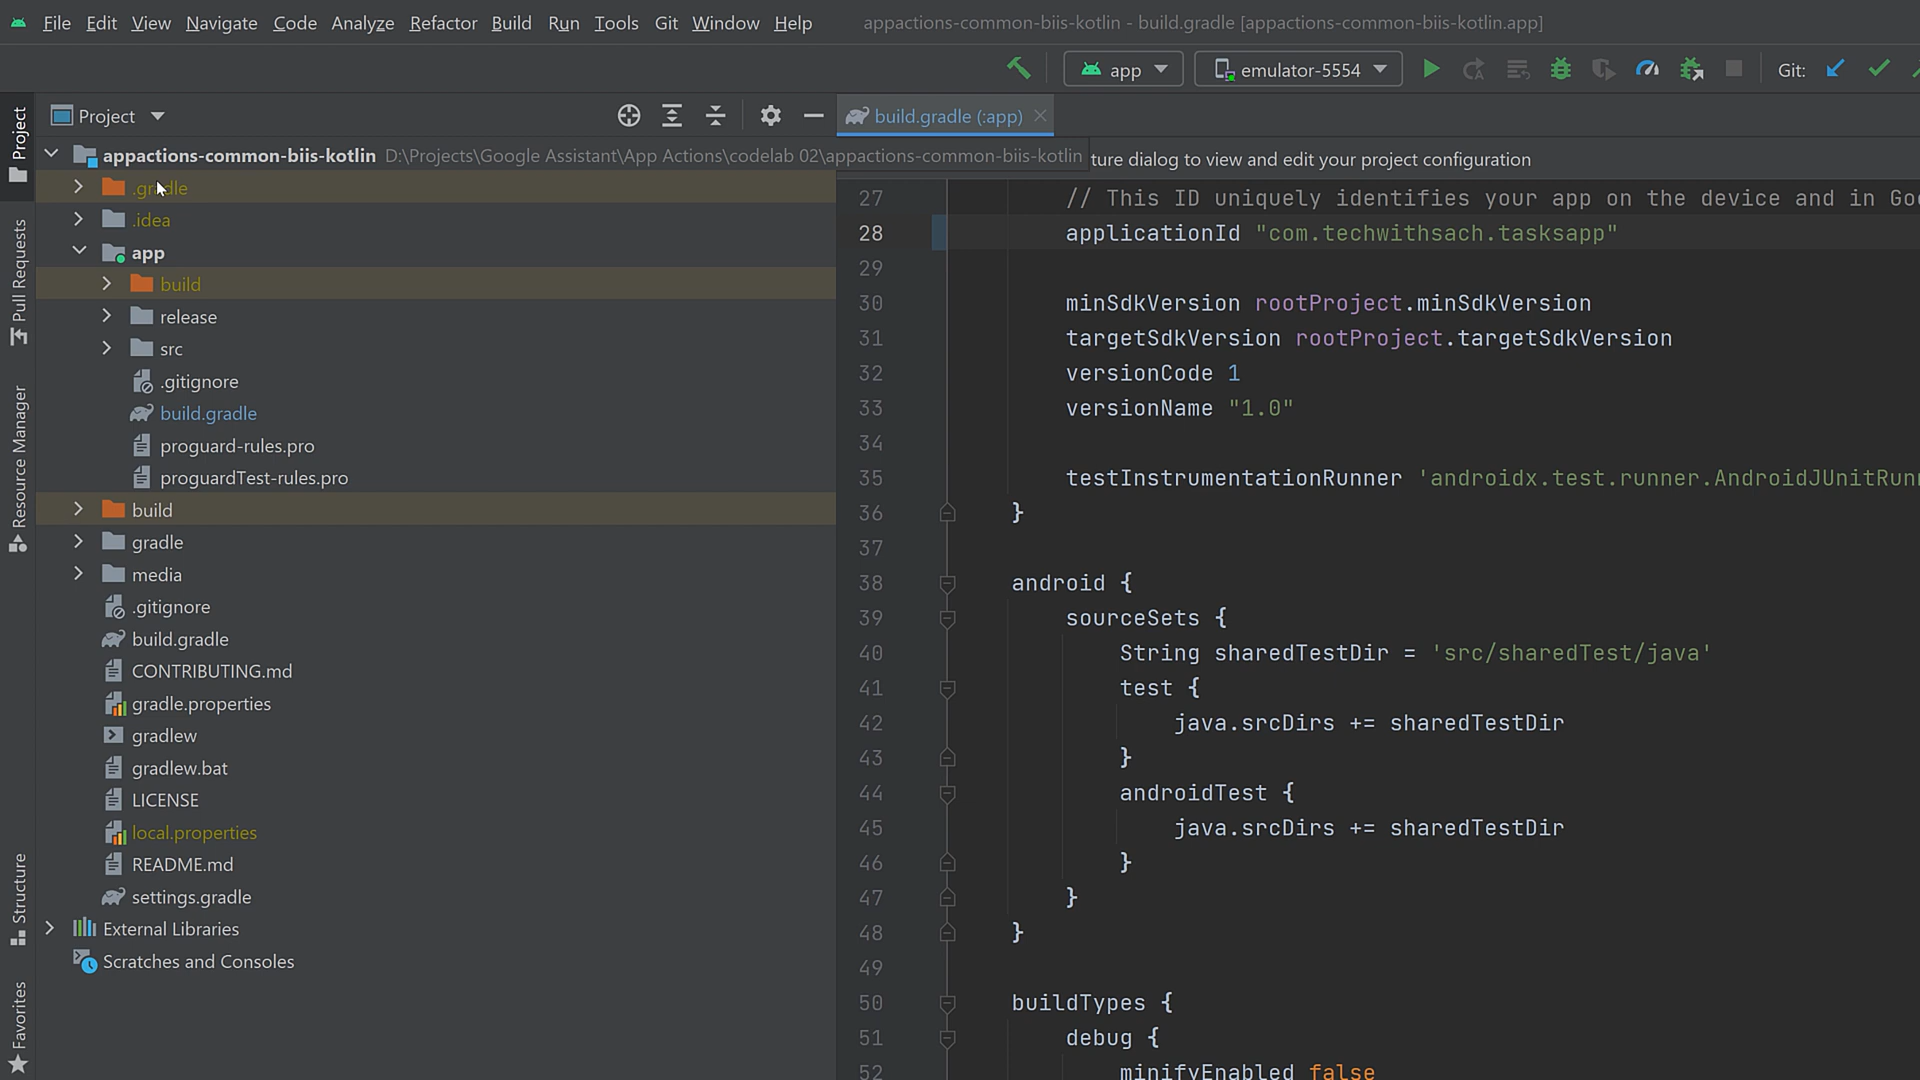 File Edit View Navigate Code Analyze Refactor Build Run Tools Git Window Help appactions-common-biis-kotlin - build.gradle [appactions-common-biis-kotlin.app]
app emulator-5554 Git:
Project build.gradle (:app)
appactions-common-biis-kotlin D:\Projects\Google Assistant\App Actions\codelab 02\appactions-common-biis-kotlin
ture dialog to view and edit your project configuration
.gradle
.idea
app
build
release
src
.gitignore
build.gradle
proguard-rules.pro
proguardTest-rules.pro
build
gradle
media
.gitignore
build.gradle
CONTRIBUTING.md
gradle.properties
gradlew
gradlew.bat
LICENSE
local.properties
README.md
settings.gradle
External Libraries
Scratches and Consoles
Project
Pull Requests
Resource Manager
Structure
Favorites
27 // This ID uniquely identifies your app on the device and in Goo
28 applicationId "com.techwithsach.tasksapp"
29
30 minSdkVersion rootProject.minSdkVersion
31 targetSdkVersion rootProject.targetSdkVersion
32 versionCode 1
33 versionName "1.0"
34
35 testInstrumentationRunner 'androidx.test.runner.AndroidJUnitRunn
36 }
37
38 android {
39 sourceSets {
40 String sharedTestDir = 'src/sharedTest/java'
41 test {
42 java.srcDirs += sharedTestDir
43 }
44 androidTest {
45 java.srcDirs += sharedTestDir
46 }
47 }
48 }
49
50 buildTypes {
51 debug {
52 minifyEnabled false